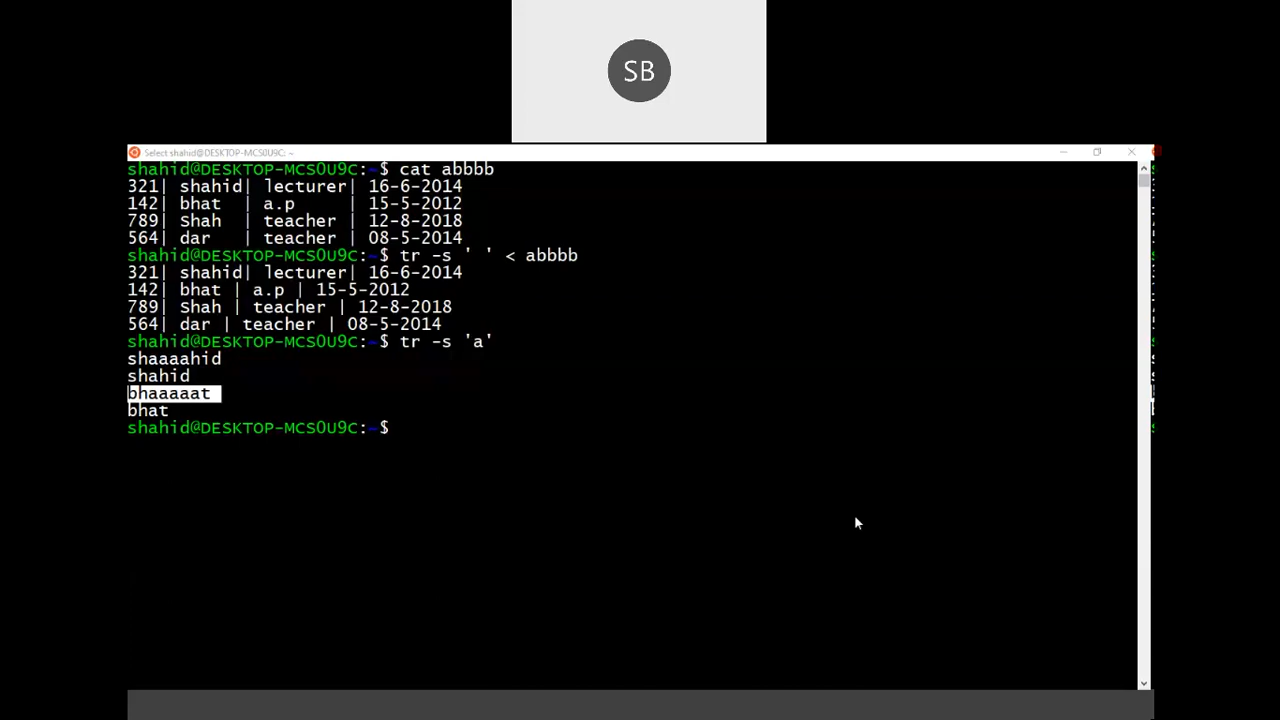 SB
Select shahid@DESKTOP-MCS0U9C: ~
shahid@DESKTOP-MCS0U9C:~$ cat abbbb
321| shahid| lecturer| 16-6-2014
142| bhat  | a.p     | 15-5-2012
789| Shah  | teacher | 12-8-2018
564| dar   | teacher | 08-5-2014
shahid@DESKTOP-MCS0U9C:~$ tr -s ' ' < abbbb
321| shahid| lecturer| 16-6-2014
142| bhat | a.p | 15-5-2012
789| Shah | teacher | 12-8-2018
564| dar | teacher | 08-5-2014
shahid@DESKTOP-MCS0U9C:~$ tr -s 'a'
shaaaahid
shahid
bhaaaaat
bhat
shahid@DESKTOP-MCS0U9C:~$